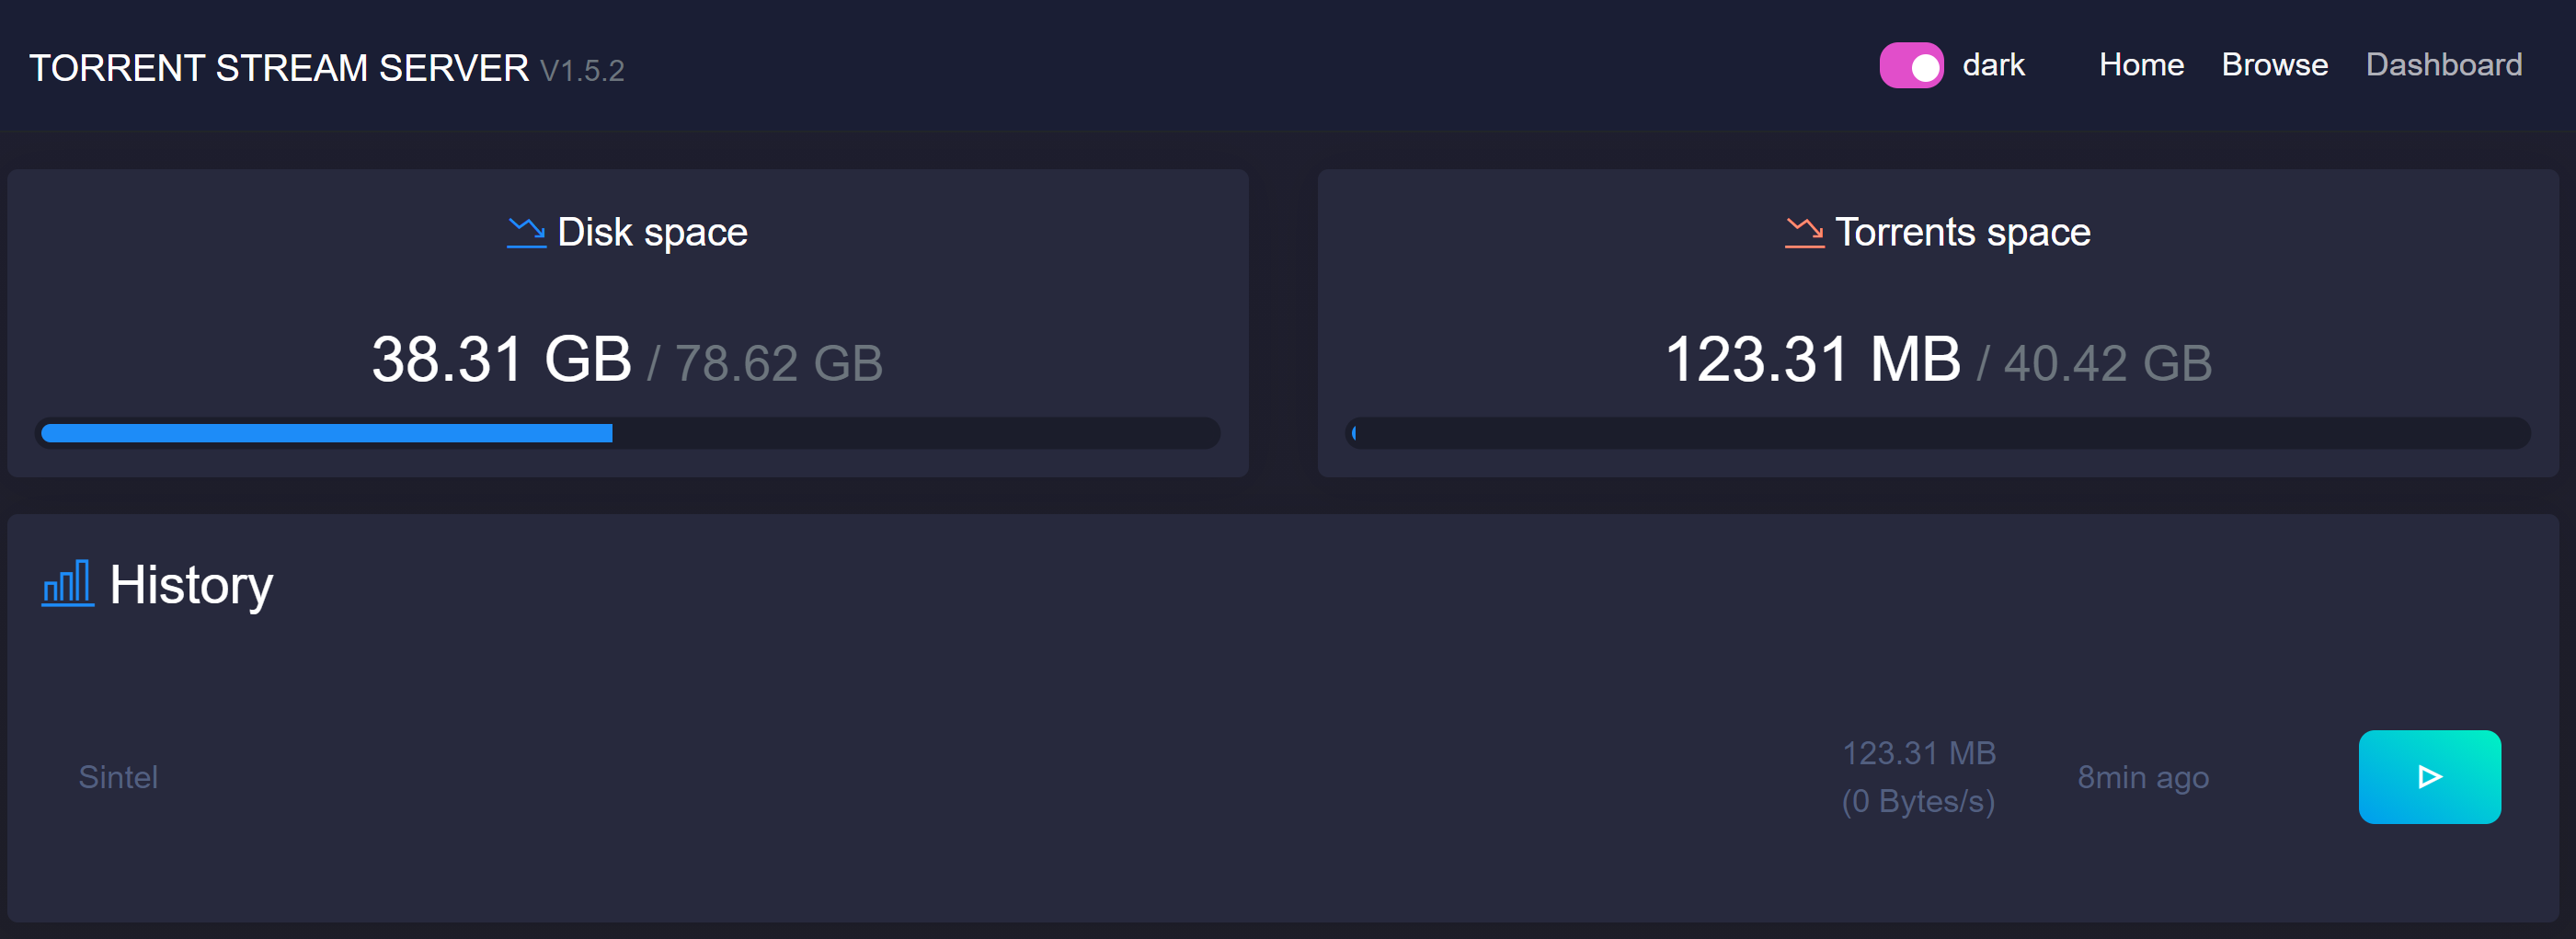 TORRENT STREAM SERVER V1.5.2
dark
Home
Browse
Dashboard
Disk space
38.31 GB / 78.62 GB
Torrents space
123.31 MB / 40.42 GB
History
Sintel
123.31 MB
(0 Bytes/s)
8min ago